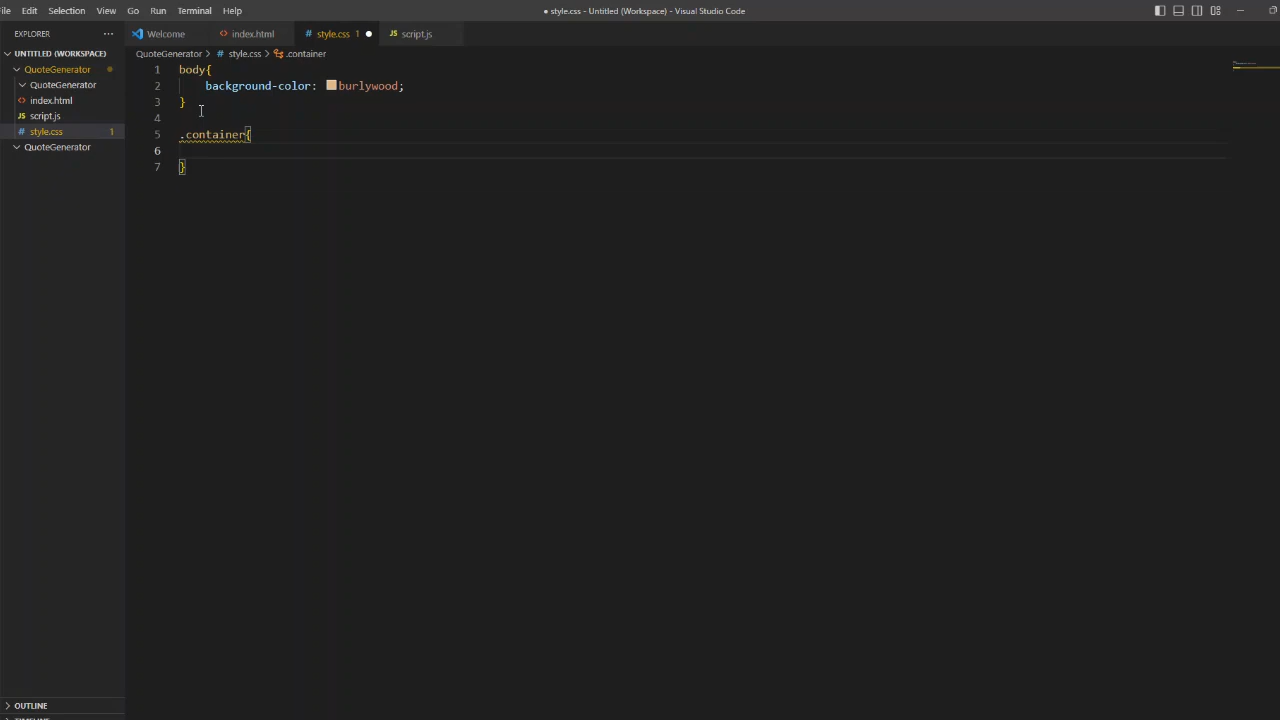 ile Edit Selection View Go Run Terminal Help ● style.css - Untitled (Workspace) - Visual Studio Code
EXPLORER ··· Welcome index.html style.css 1 ● script.js
UNTITLED (WORKSPACE) QuoteGenerator > # style.css > .container
QuoteGenerator
QuoteGenerator
index.html
script.js
# style.css 1
QuoteGenerator
1 body{
2 background-color: burlywood;
3 }
4
5 .container{
6
7 }
OUTLINE